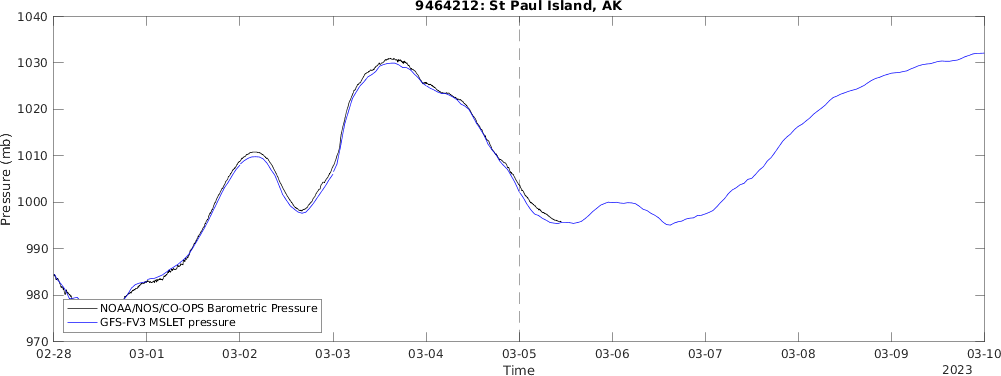 9464212: St Paul Island, AK
1040
1030
1020
1010
1000
990
980
970
Pressure (mb)
NOAA/NOS/CO-OPS Barometric Pressure
GFS-FV3 MSLET pressure
02-28 03-01 03-02 03-03 03-04 03-05 03-06 03-07 03-08 03-09 03-10
Time
2023